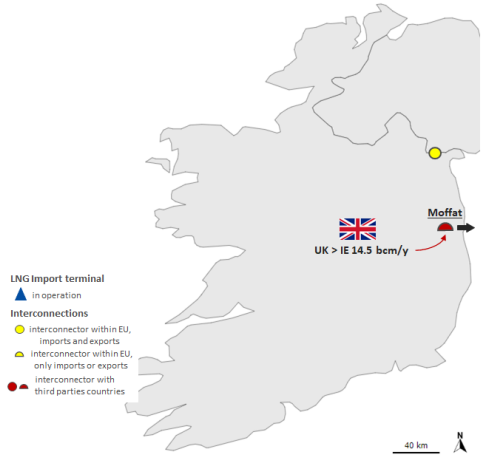 Moffat
UK > IE 14.5 bcm/y
LNG Import terminal
in operation
Interconnections
interconnector within EU,
imports and exports
interconnector within EU,
only imports or exports
interconnector with
third parties countries
40 km
N